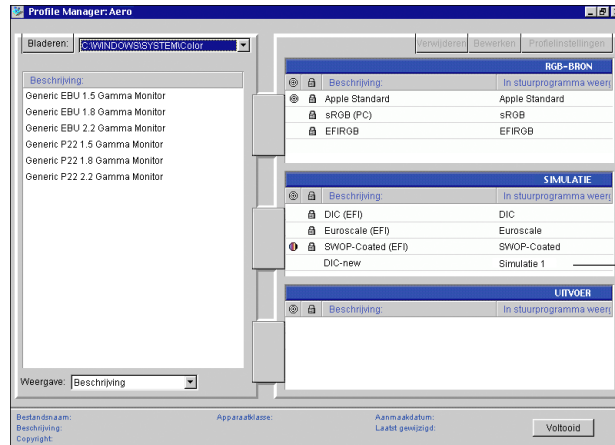 Profile Manager: Aero
Bladeren: C:\WINDOWS\SYSTEM\Color
Beschrijving:
Generic EBU 1.5 Gamma Monitor
Generic EBU 1.8 Gamma Monitor
Generic EBU 2.2 Gamma Monitor
Generic P22 1.5 Gamma Monitor
Generic P22 1.8 Gamma Monitor
Generic P22 2.2 Gamma Monitor
Weergave: Beschrijving
Verwijderen Bewerken Profielinstellingen
RGB-BRON
Beschrijving: In stuurprogramma weerg
Apple Standard Apple Standard
sRGB (PC) sRGB
EFIRGB EFIRGB
SIMULATIE
Beschrijving: In stuurprogramma weerg
DIC (EFI) DIC
Euroscale (EFI) Euroscale
SWOP-Coated (EFI) SWOP-Coated
DIC-new Simulatie 1
UITVOER
Beschrijving: In stuurprogramma weerg
Bestandsnaam: Apparaatklasse: Aanmaakdatum:
Beschrijving: Laatst gewijzigd:
Copyright:
Voltooid